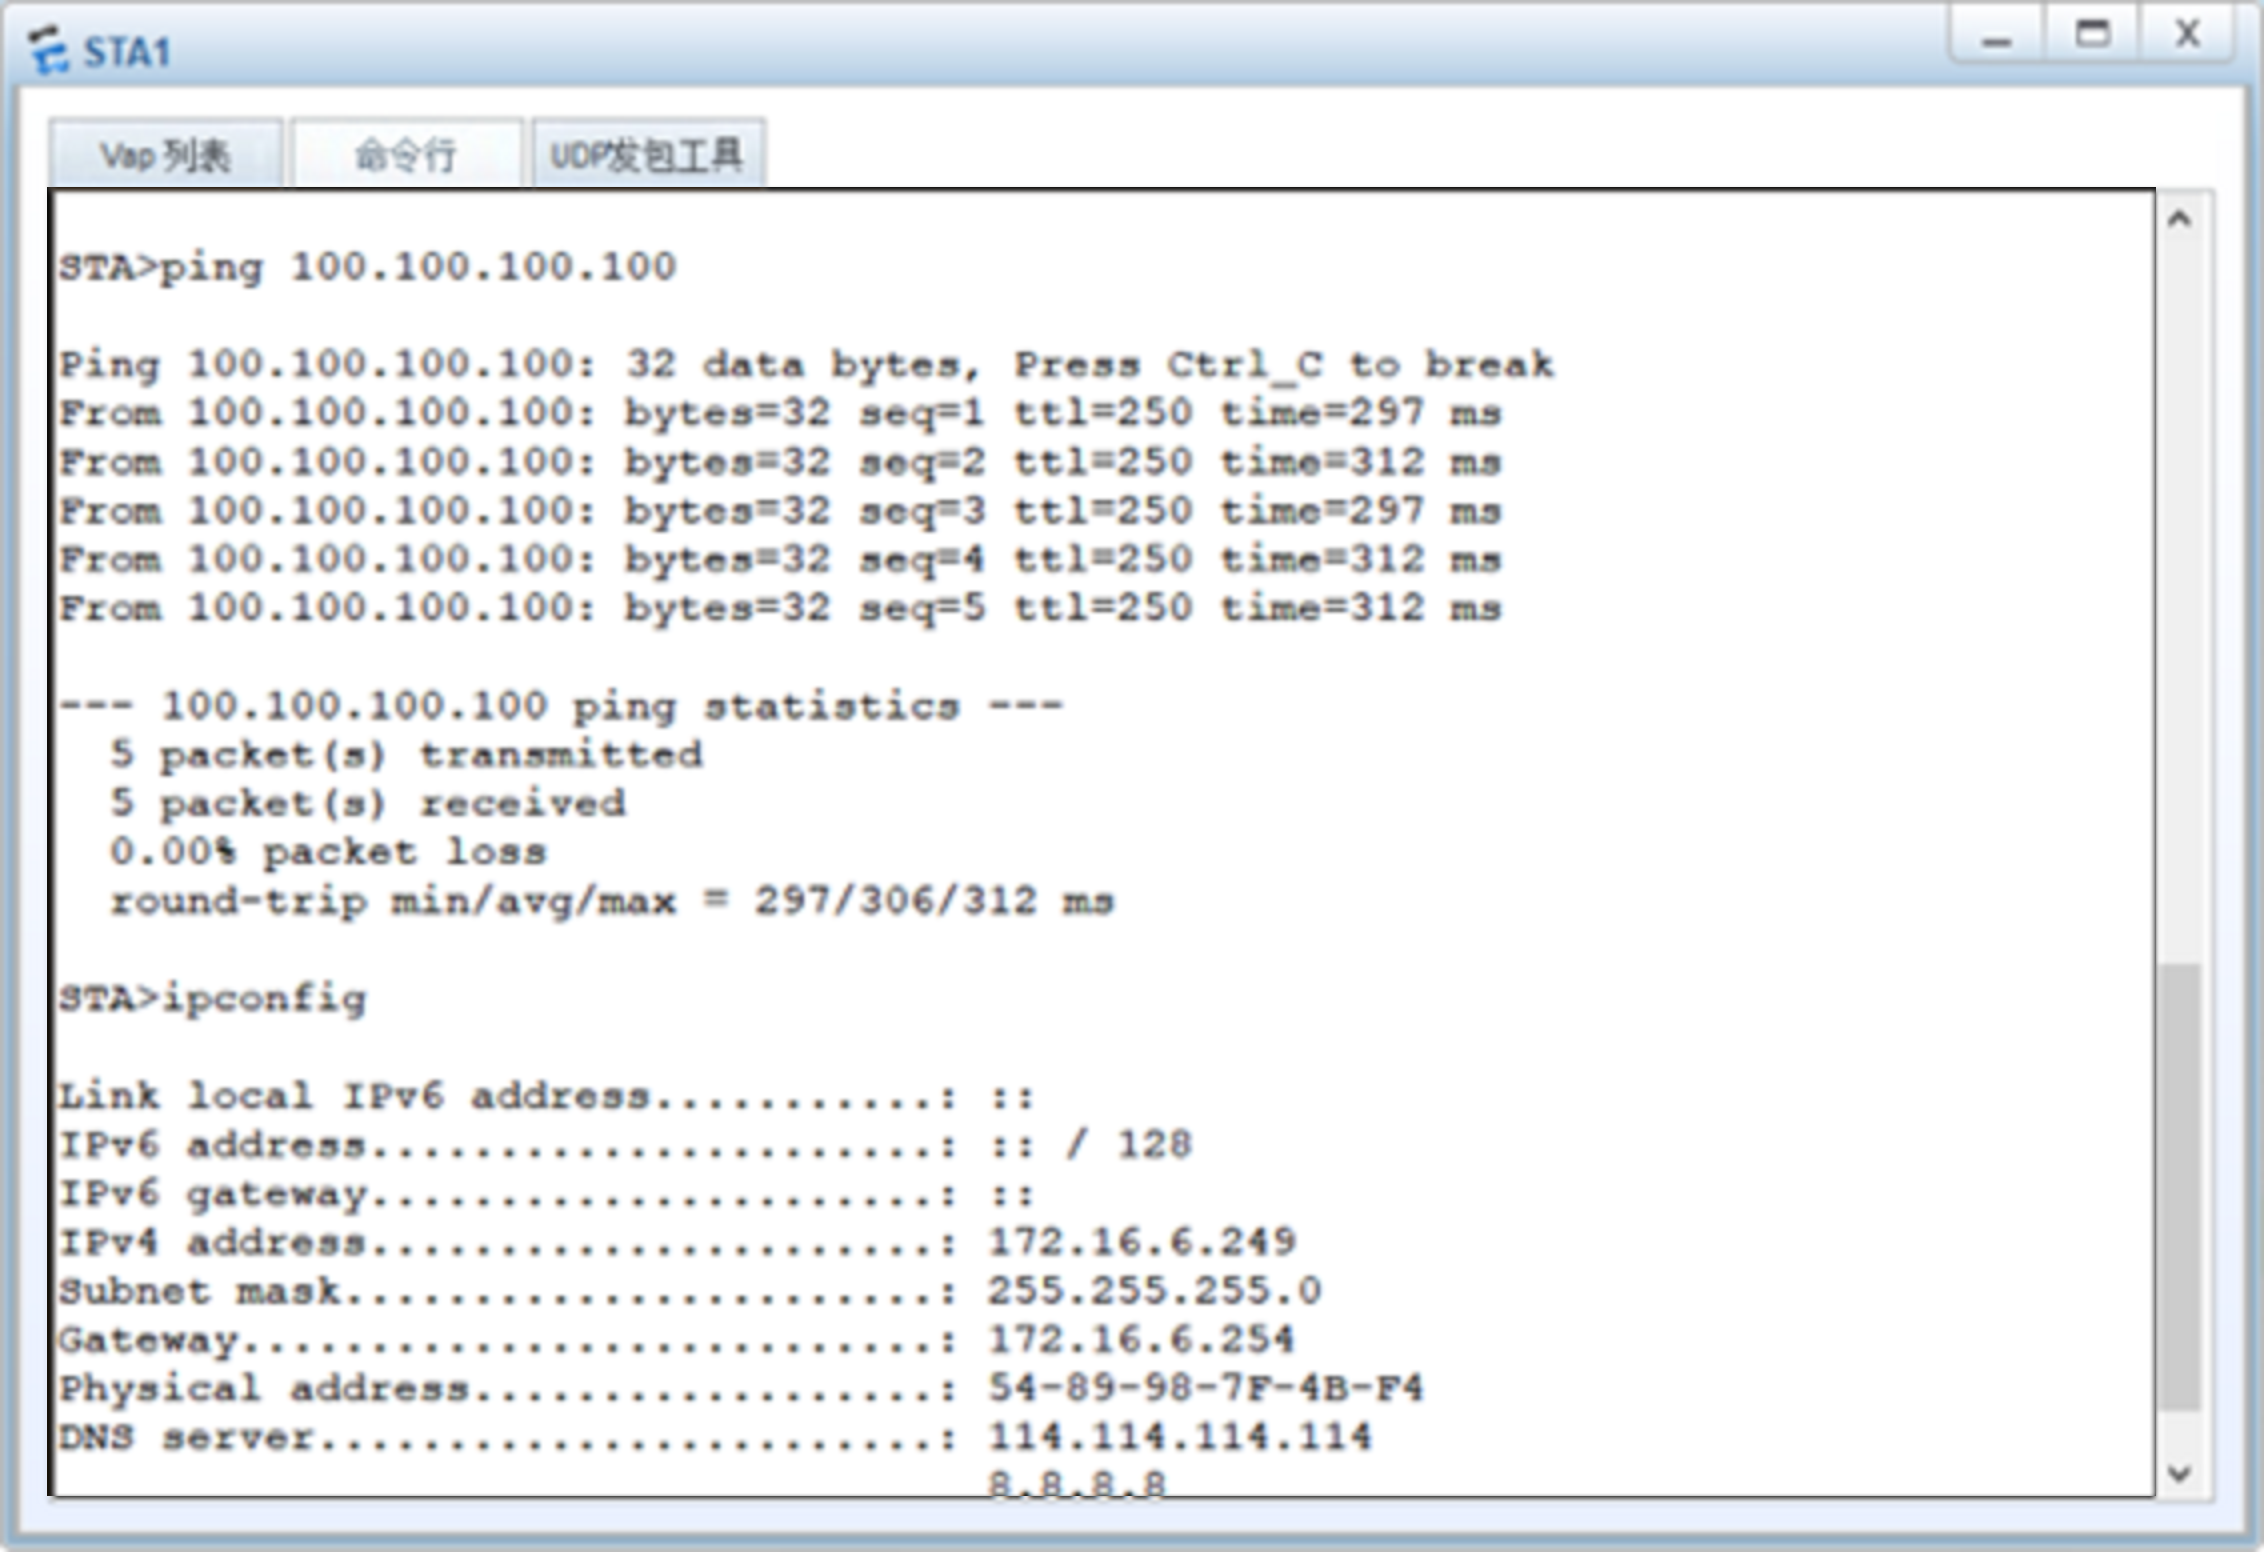 STA1
Vap 列表 命令行 UDP发包工具
STA>ping 100.100.100.100
Ping 100.100.100.100: 32 data bytes, Press Ctrl_C to break
From 100.100.100.100: bytes=32 seq=1 ttl=250 time=297 ms
From 100.100.100.100: bytes=32 seq=2 ttl=250 time=312 ms
From 100.100.100.100: bytes=32 seq=3 ttl=250 time=297 ms
From 100.100.100.100: bytes=32 seq=4 ttl=250 time=312 ms
From 100.100.100.100: bytes=32 seq=5 ttl=250 time=312 ms
--- 100.100.100.100 ping statistics ---
5 packet(s) transmitted
5 packet(s) received
0.00% packet loss
round-trip min/avg/max = 297/306/312 ms
STA>ipconfig
Link local IPv6 address...........: ::
IPv6 address......................: :: / 128
IPv6 gateway......................: ::
IPv4 address......................: 172.16.6.249
Subnet mask.......................: 255.255.255.0
Gateway...........................: 172.16.6.254
Physical address..................: 54-89-98-7F-4B-F4
DNS server........................: 114.114.114.114
8.8.8.8